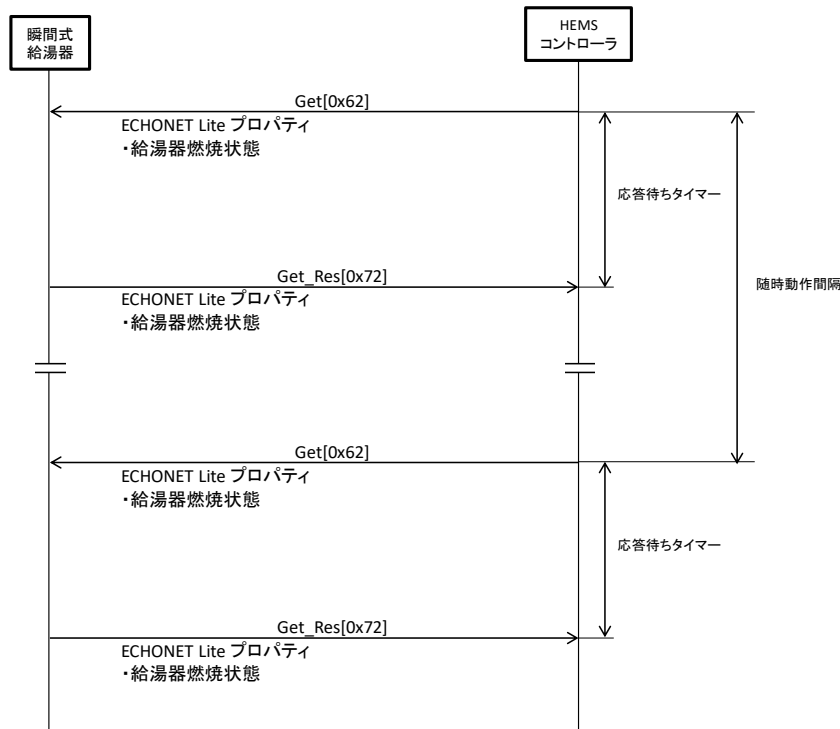 瞬間式
給湯器
HEMS
コントローラ
Get[0x62]
ECHONET Lite プロパティ
・給湯器燃焼状態
応答待ちタイマー
Get_Res[0x72]
ECHONET Lite プロパティ
・給湯器燃焼状態
随時動作間隔
Get[0x62]
ECHONET Lite プロパティ
・給湯器燃焼状態
応答待ちタイマー
Get_Res[0x72]
ECHONET Lite プロパティ
・給湯器燃焼状態